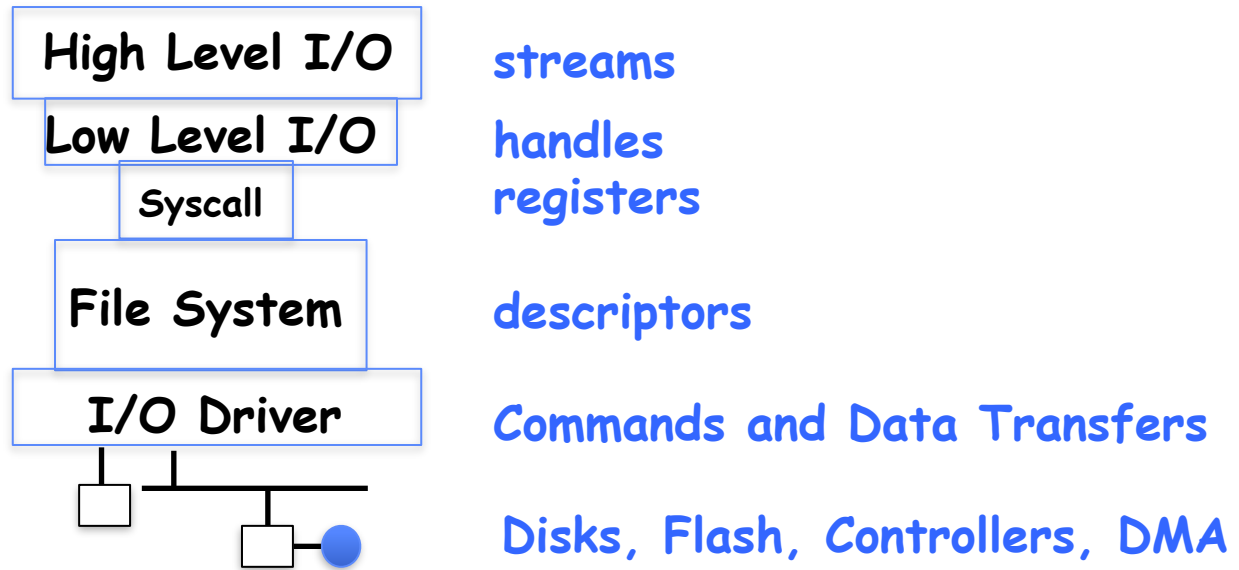 High Level I/O streams
Low Level I/O handles
Syscall registers
File System descriptors
I/O Driver Commands and Data Transfers
Disks, Flash, Controllers, DMA